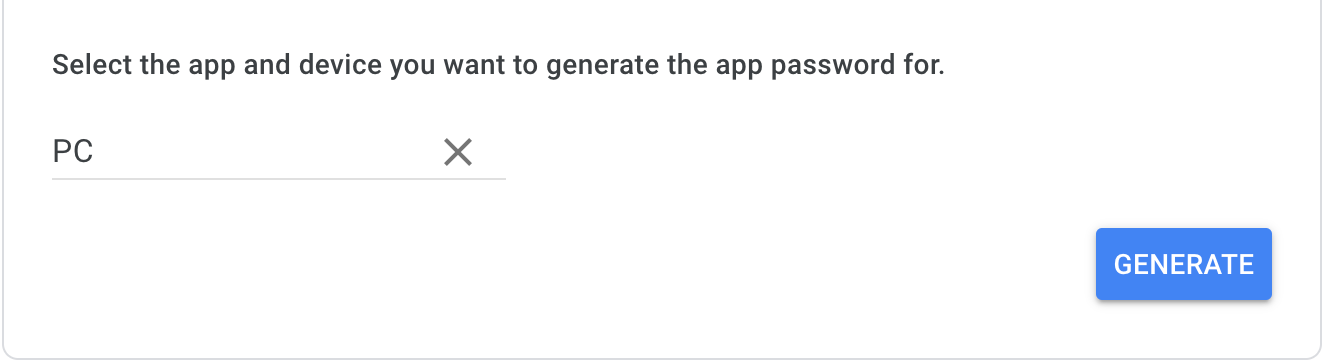 Select the app and device you want to generate the app password for.
PC
GENERATE